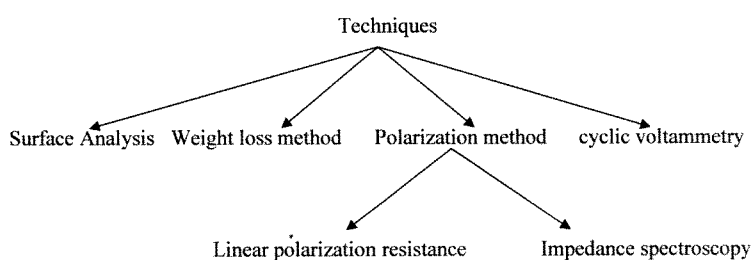 Techniques
Surface Analysis Weight loss method Polarization method cyclic voltammetry
Linear polarization resistance Impedance spectroscopy